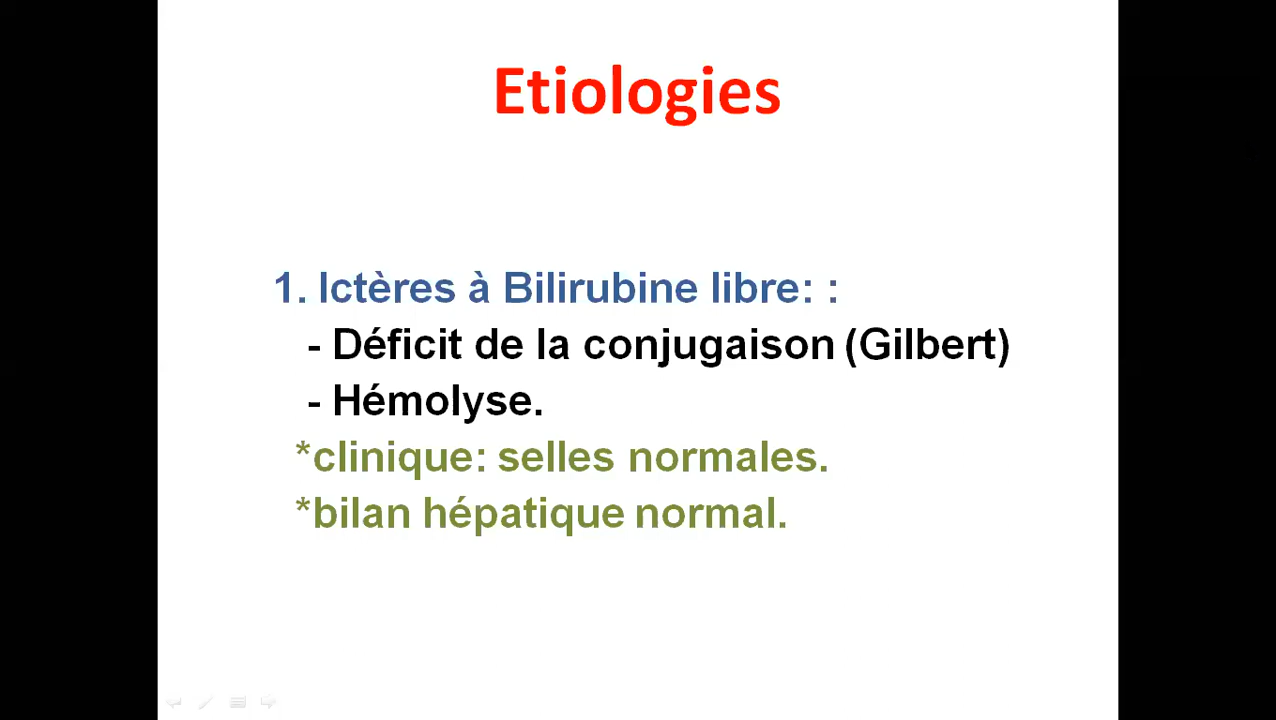 Etiologies
1. Ictères à Bilirubine libre: :
- Déficit de la conjugaison (Gilbert)
- Hémolyse.
*clinique: selles normales.
*bilan hépatique normal.